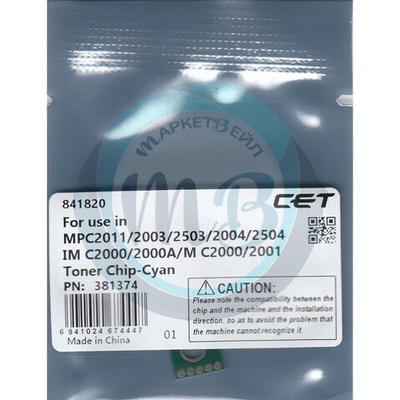 МАРКЕТВЕЙЛ
МВ
841820
CET
For use in
MPC2011/2003/2503/2004/2504
IM C2000/2000A/M C2000/2001
Toner Chip-Cyan
PN: 381374
6 941024 674447
Made in China
01
CAUTION:
Please note the compatibility between the
chip and the machine and the installation
direction, so as to avoid the problem that
the machine cannot recognize it.